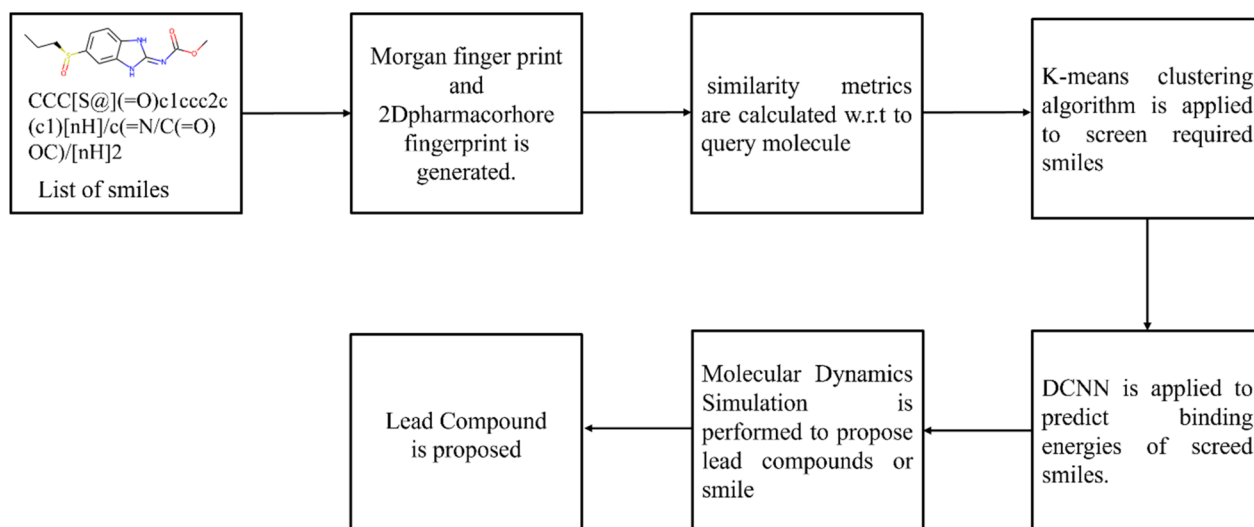 CCC[S@](=O)c1ccc2c
(c1)[nH]/c(=N/C(=O)
OC)/[nH]2
List of smiles
Morgan finger print
and
2Dpharmacorhore
fingerprint is
generated.
similarity metrics
are calculated w.r.t to
query molecule
K-means clustering
algorithm is applied
to screen required
smiles
DCNN is applied to
predict binding
energies of screed
smiles.
Molecular Dynamics
Simulation is
performed to propose
lead compounds or
smile
Lead Compound
is proposed